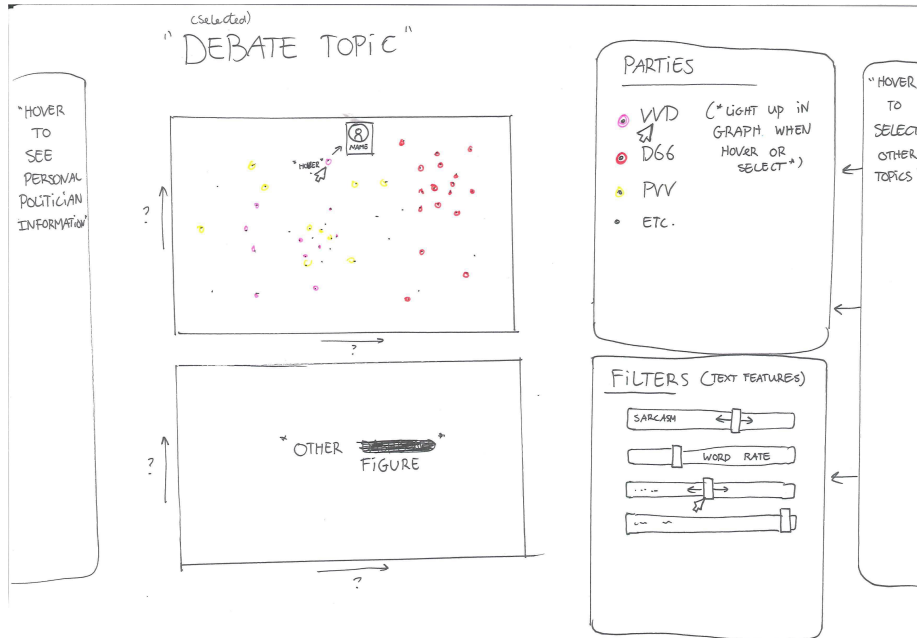 (selected)
"DEBATE TOPIC"
"HOVER
TO
SEE
PERSONAL
POLITICIAN
INFORMATION"
NAME
"HOVER"
?
?
*OTHER *
FIGURE
?
?
PARTIES
VVD
D66
PVV
ETC.
(*LIGHT UP IN
GRAPH WHEN
HOVER OR
SELECT*)
FILTERS (TEXT FEATURES)
SARCASM
WORD RATE
"HOVER
TO
SELECT
OTHER
TOPICS